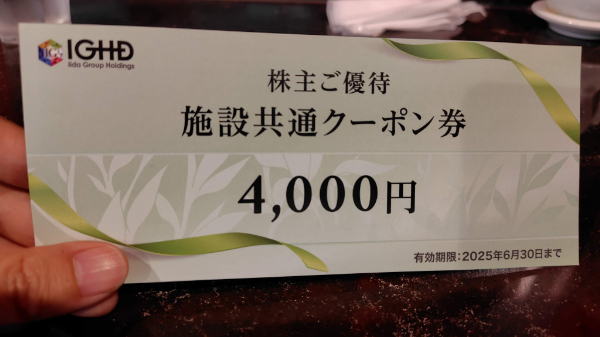 IGHD
Iida Group Holdings
株主ご優待
施設共通クーポン券
4,000円
有効期限：2025年6月30日まで